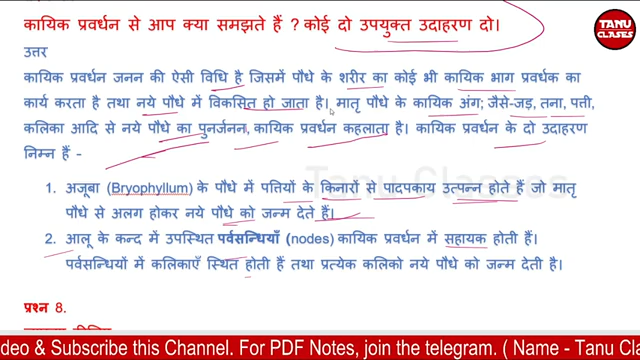 कायिक प्रवर्धन से आप क्या समझते हैं ? कोई दो उपयुक्त उदाहरण दो।
TANU
CLASES
उत्तर
कायिक प्रवर्धन जनन की ऐसी विधि है जिसमें पौधे के शरीर का कोई भी कायिक भाग प्रवर्धक का
कार्य करता है तथा नये पौधे में विकसित हो जाता है। मातृ पौधे के कायिक अंग; जैसे-जड़, तना, पत्ती,
कलिका आदि से नये पौधे का पुनर्जनन, कायिक प्रवर्धन कहलाता है। कायिक प्रवर्धन के दो उदाहरण
निम्न हैं -
Tanu Classes
1. अजूबा (Bryophyllum) के पौधे में पत्तियों के किनारों से पादपकाय उत्पन्न होते हैं जो मातृ
पौधे से अलग होकर नये पौधे को जन्म देते हैं।
2. आलू के कन्द में उपस्थित पर्वसन्धियाँ (nodes) कायिक प्रवर्धन में सहायक होती हैं।
पर्वसन्धियों में कलिकाएँ स्थित होती हैं तथा प्रत्येक कलिको नये पौधे को जन्म देती है।
प्रश्न 8.
deo & Subscribe this Channel. For PDF Notes, join the telegram. ( Name - Tanu Cla